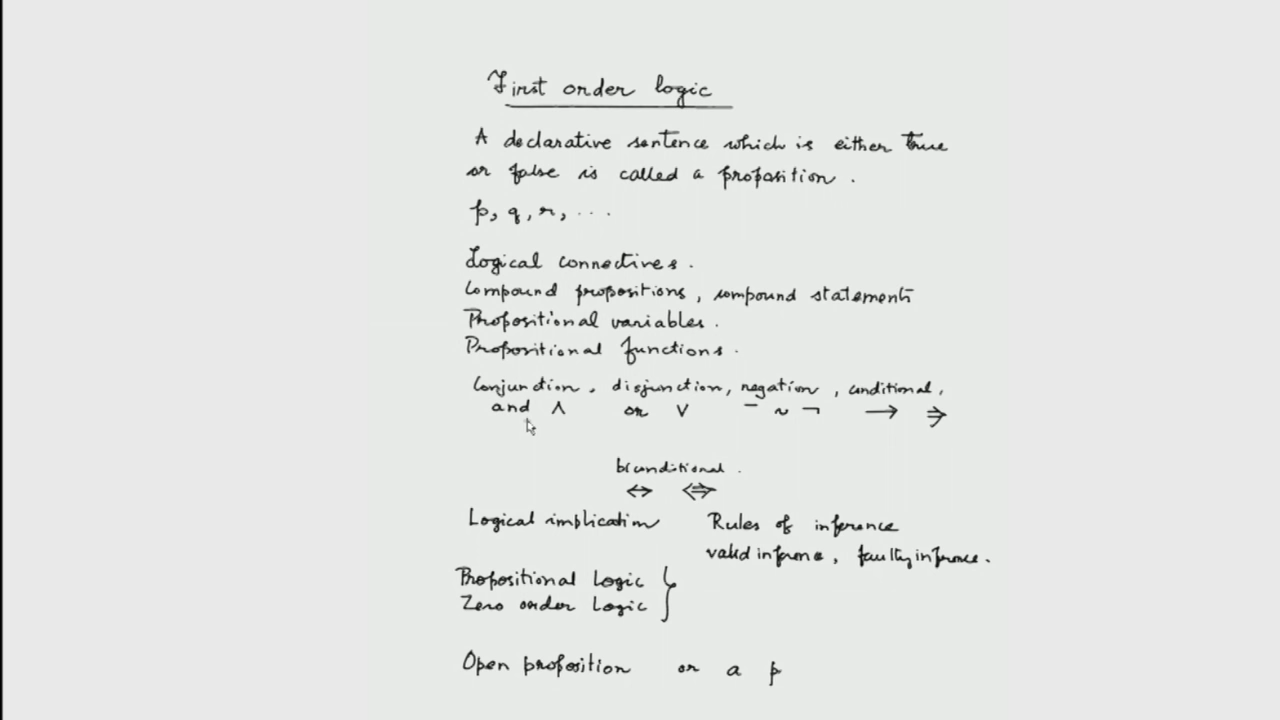 First order logic
A declarative sentence which is either true
or false is called a proposition .
p, q, r, ...
Logical connectives .
Compound propositions , compound statements
Propositional variables .
Propositional functions .
Conjunction , disjunction, negation , conditional,
and ∧ or ∨ ¯ ~ ¬ → ⇒
biconditional .
↔ ⇔
Logical implication Rules of inference
valid inference , faulty inference .
Propositional Logic }
Zero order Logic
Open proposition or a p